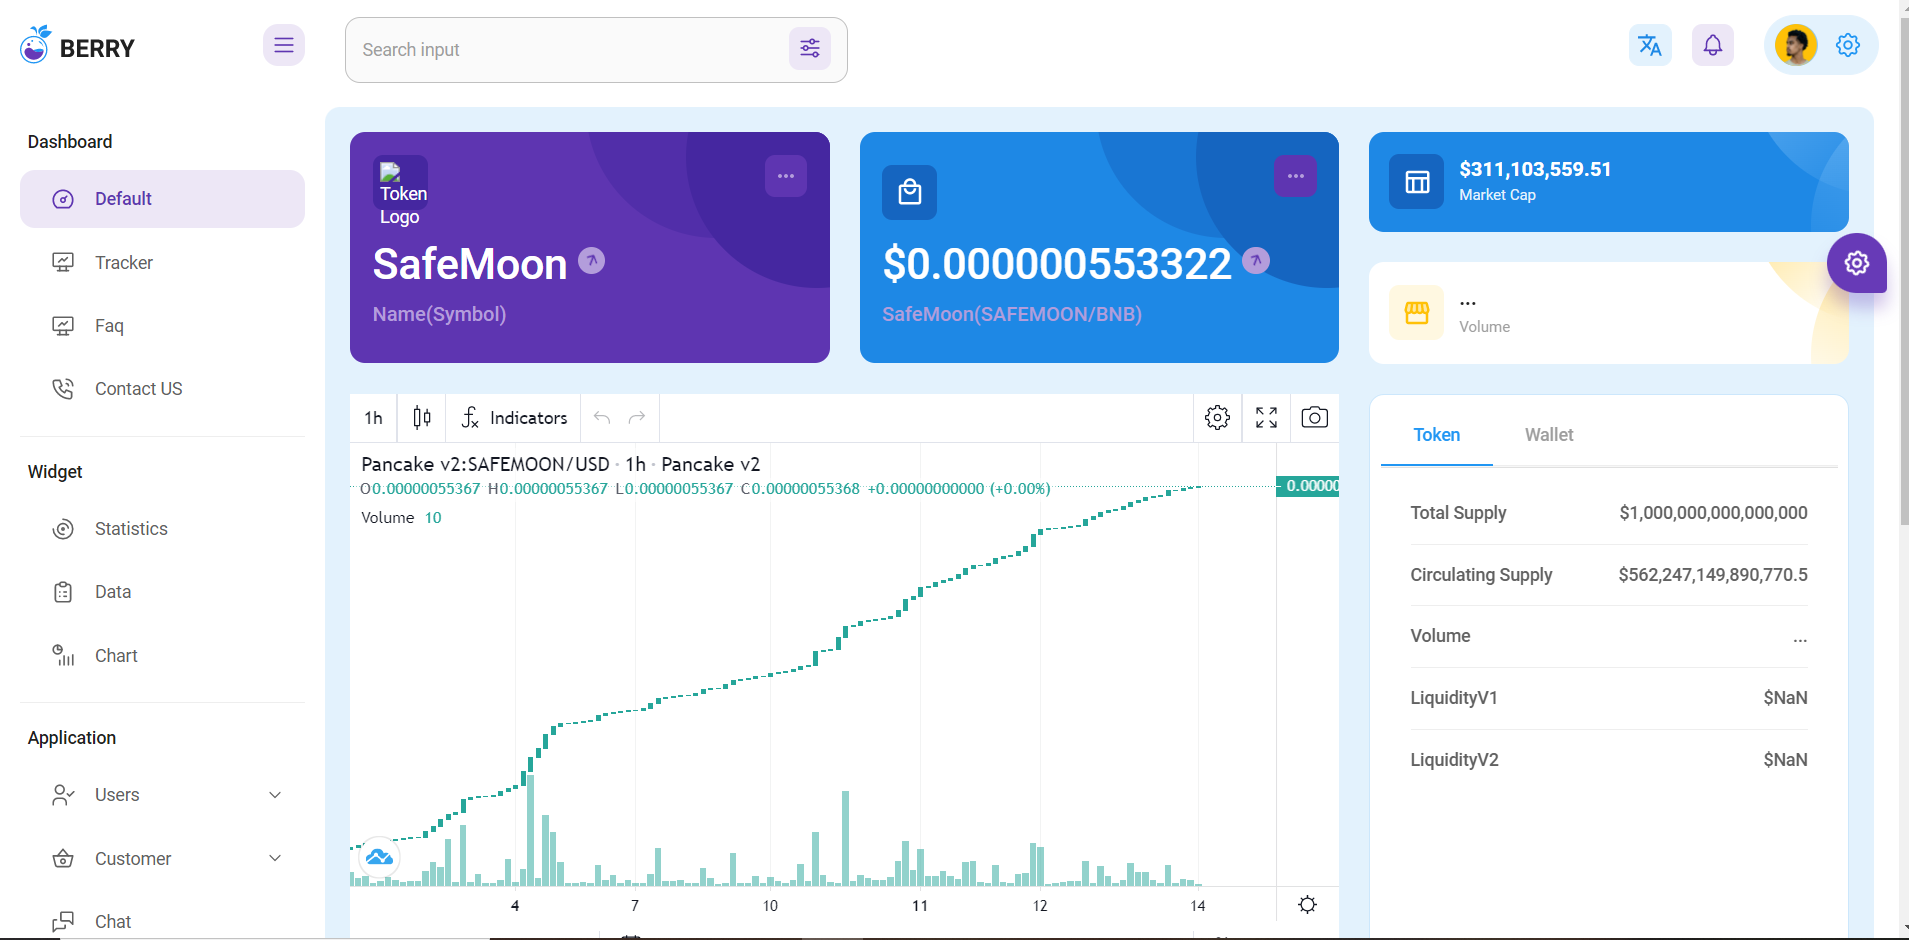 BERRY
Search input
Dashboard
Default
Tracker
Faq
Contact US
Widget
Statistics
Data
Chart
Application
Users
Customer
Chat
Token
Logo
SafeMoon
Name(Symbol)
$0.000000553322
SafeMoon(SAFEMOON/BNB)
$311,103,559.51
Market Cap
...
Volume
1h
Indicators
Pancake v2:SAFEMOON/USD · 1h · Pancake v2
O0.00000055367 H0.00000055367 L0.00000055367 C0.00000055368 +0.00000000000 (+0.00%)
0.00000
Volume 10
4 7 10 11 12 14
Token Wallet
Total Supply $1,000,000,000,000,000
Circulating Supply $562,247,149,890,770.5
Volume ...
LiquidityV1 $NaN
LiquidityV2 $NaN